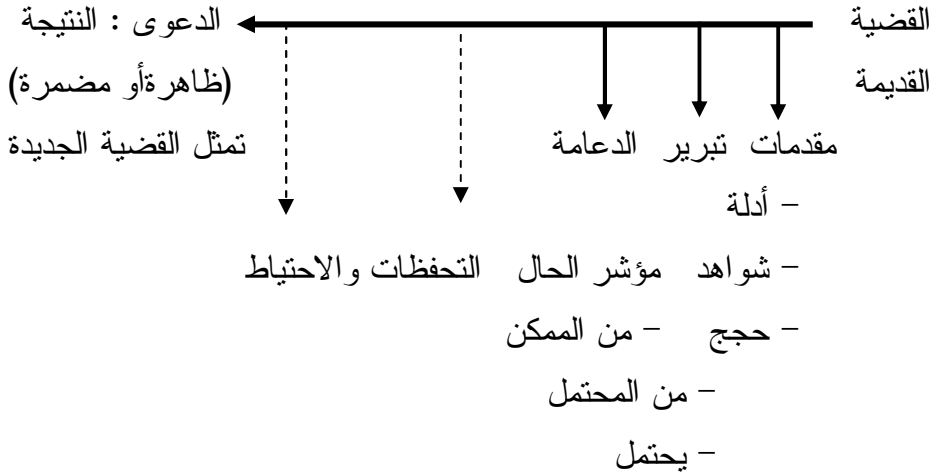 القضية الدعوى : النتيجة
القديمة (ظاهرةأو مضمرة)
مقدمات تبرير الدعامة تمثل القضية الجديدة
- أدلة
- شواهد مؤشر الحال التحفظات والاحتياط
- حجج - من الممكن
- من المحتمل
- يحتمل